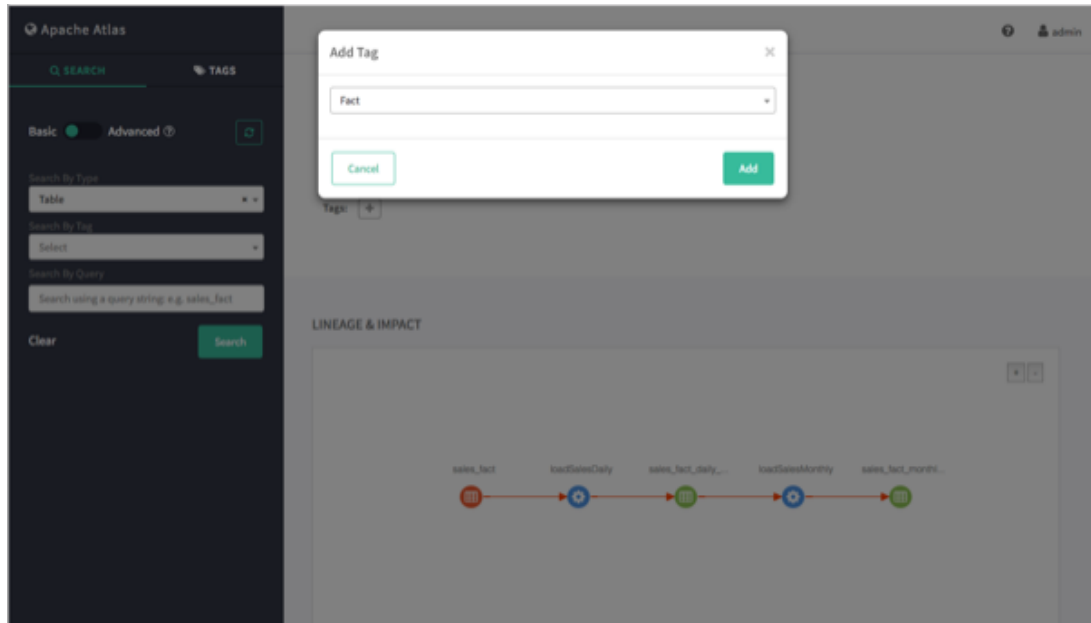 Apache Atlas
admin
SEARCH
TAGS
Basic
Advanced
Search By Type
Table
Search By Tag
Select
Search By Query
Search using a query string: e.g. sales_fact
Clear
Search
Add Tag
Fact
Cancel
Add
Tags:
LINEAGE & IMPACT
sales_fact
loadSalesDaily
sales_fact_daily_...
loadSalesMonthly
sales_fact_monthl...